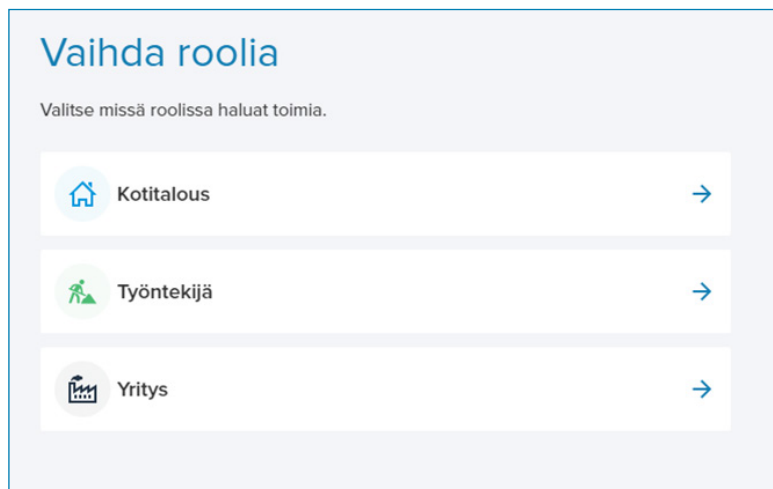 Vaihda roolia
Valitse missä roolissa haluat toimia.
Kotitalous
Työntekijä
Yritys